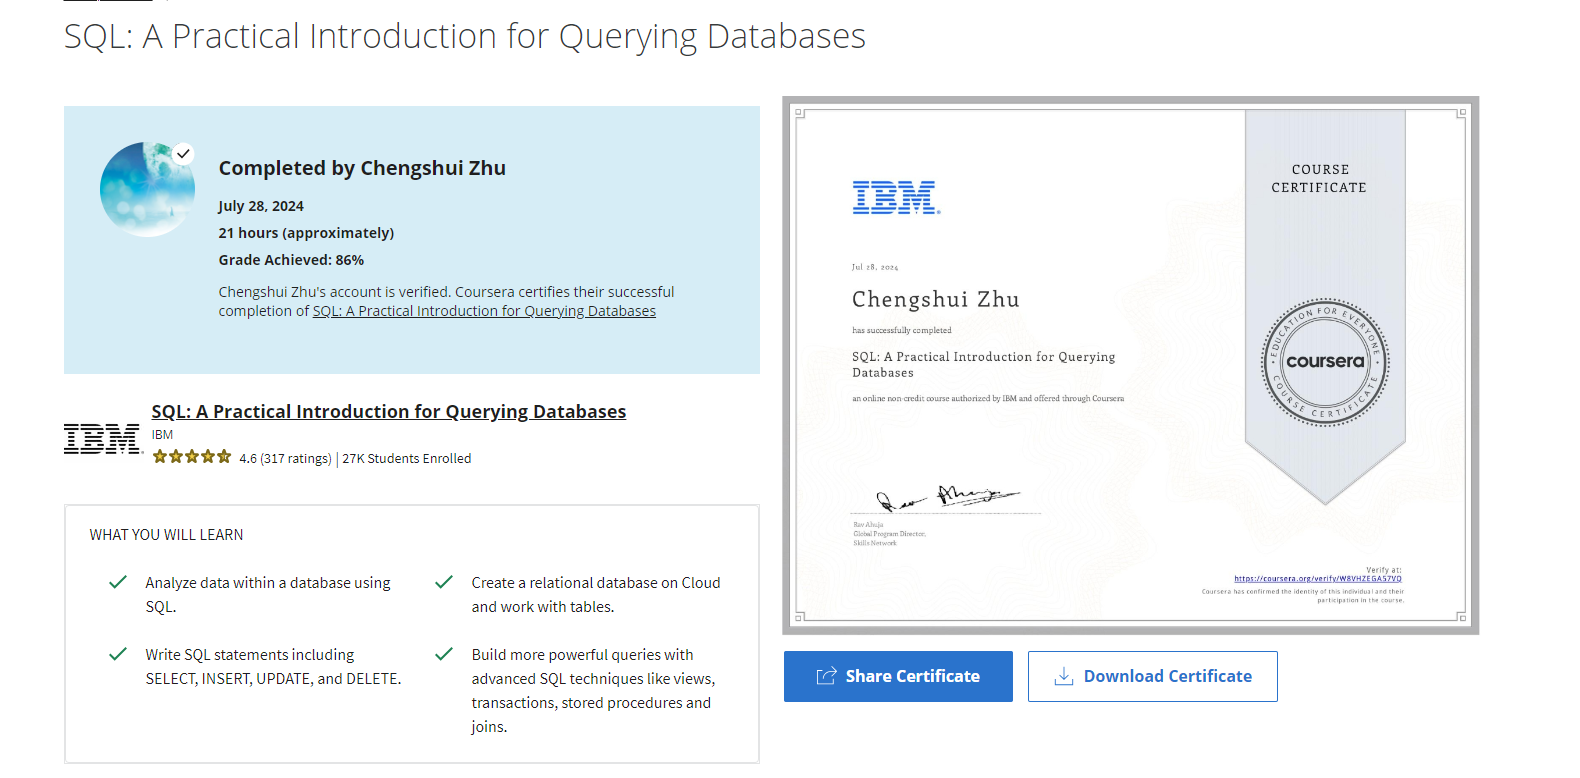 SQL: A Practical Introduction for Querying Databases
Completed by Chengshui Zhu
July 28, 2024
21 hours (approximately)
Grade Achieved: 86%
Chengshui Zhu's account is verified. Coursera certifies their successful
completion of SQL: A Practical Introduction for Querying Databases
IBM
SQL: A Practical Introduction for Querying Databases
IBM
4.6 (317 ratings) | 27K Students Enrolled
WHAT YOU WILL LEARN
Analyze data within a database using
SQL.
Write SQL statements including
SELECT, INSERT, UPDATE, and DELETE.
Create a relational database on Cloud
and work with tables.
Build more powerful queries with
advanced SQL techniques like views,
transactions, stored procedures and
joins.
IBM
Jul 28, 2024
Chengshui Zhu
has successfully completed
SQL: A Practical Introduction for Querying
Databases
an online non-credit course authorized by IBM and offered through Coursera
Rav Ahuja
Rav Ahuja
Global Program Director,
Skills Network
COURSE
CERTIFICATE
EDUCATION FOR EVERYONE
coursera
COURSE CERTIFICATE
Verify at:
https://coursera.org/verify/W8VHZEGA57VD
Coursera has confirmed the identity of this individual and their
participation in the course.
Share Certificate
Download Certificate